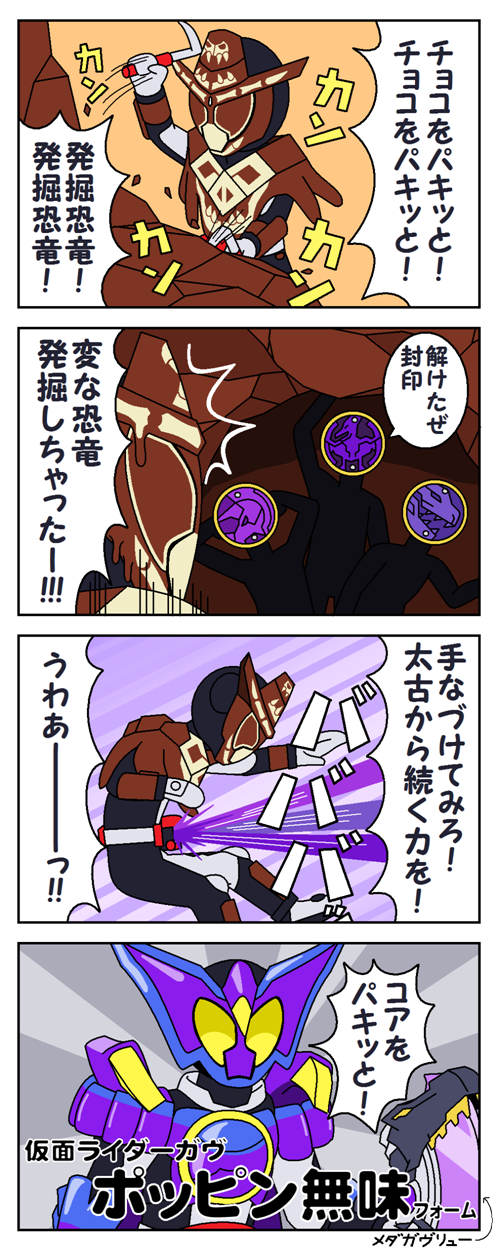 チョコをパキッと!
チョコをパキッと!
カン
カン
カン
カン
発掘恐竜!
発掘恐竜!
解けたぜ
封印
変な恐竜
発掘しちゃったー!!!
手なづけてみろ!
太古から続く力を!
ババババ
うわあーーーっ!!
コアを
パキッと!
仮面ライダーガヴ
ポッピン無味フォーム
メダガヴリュー